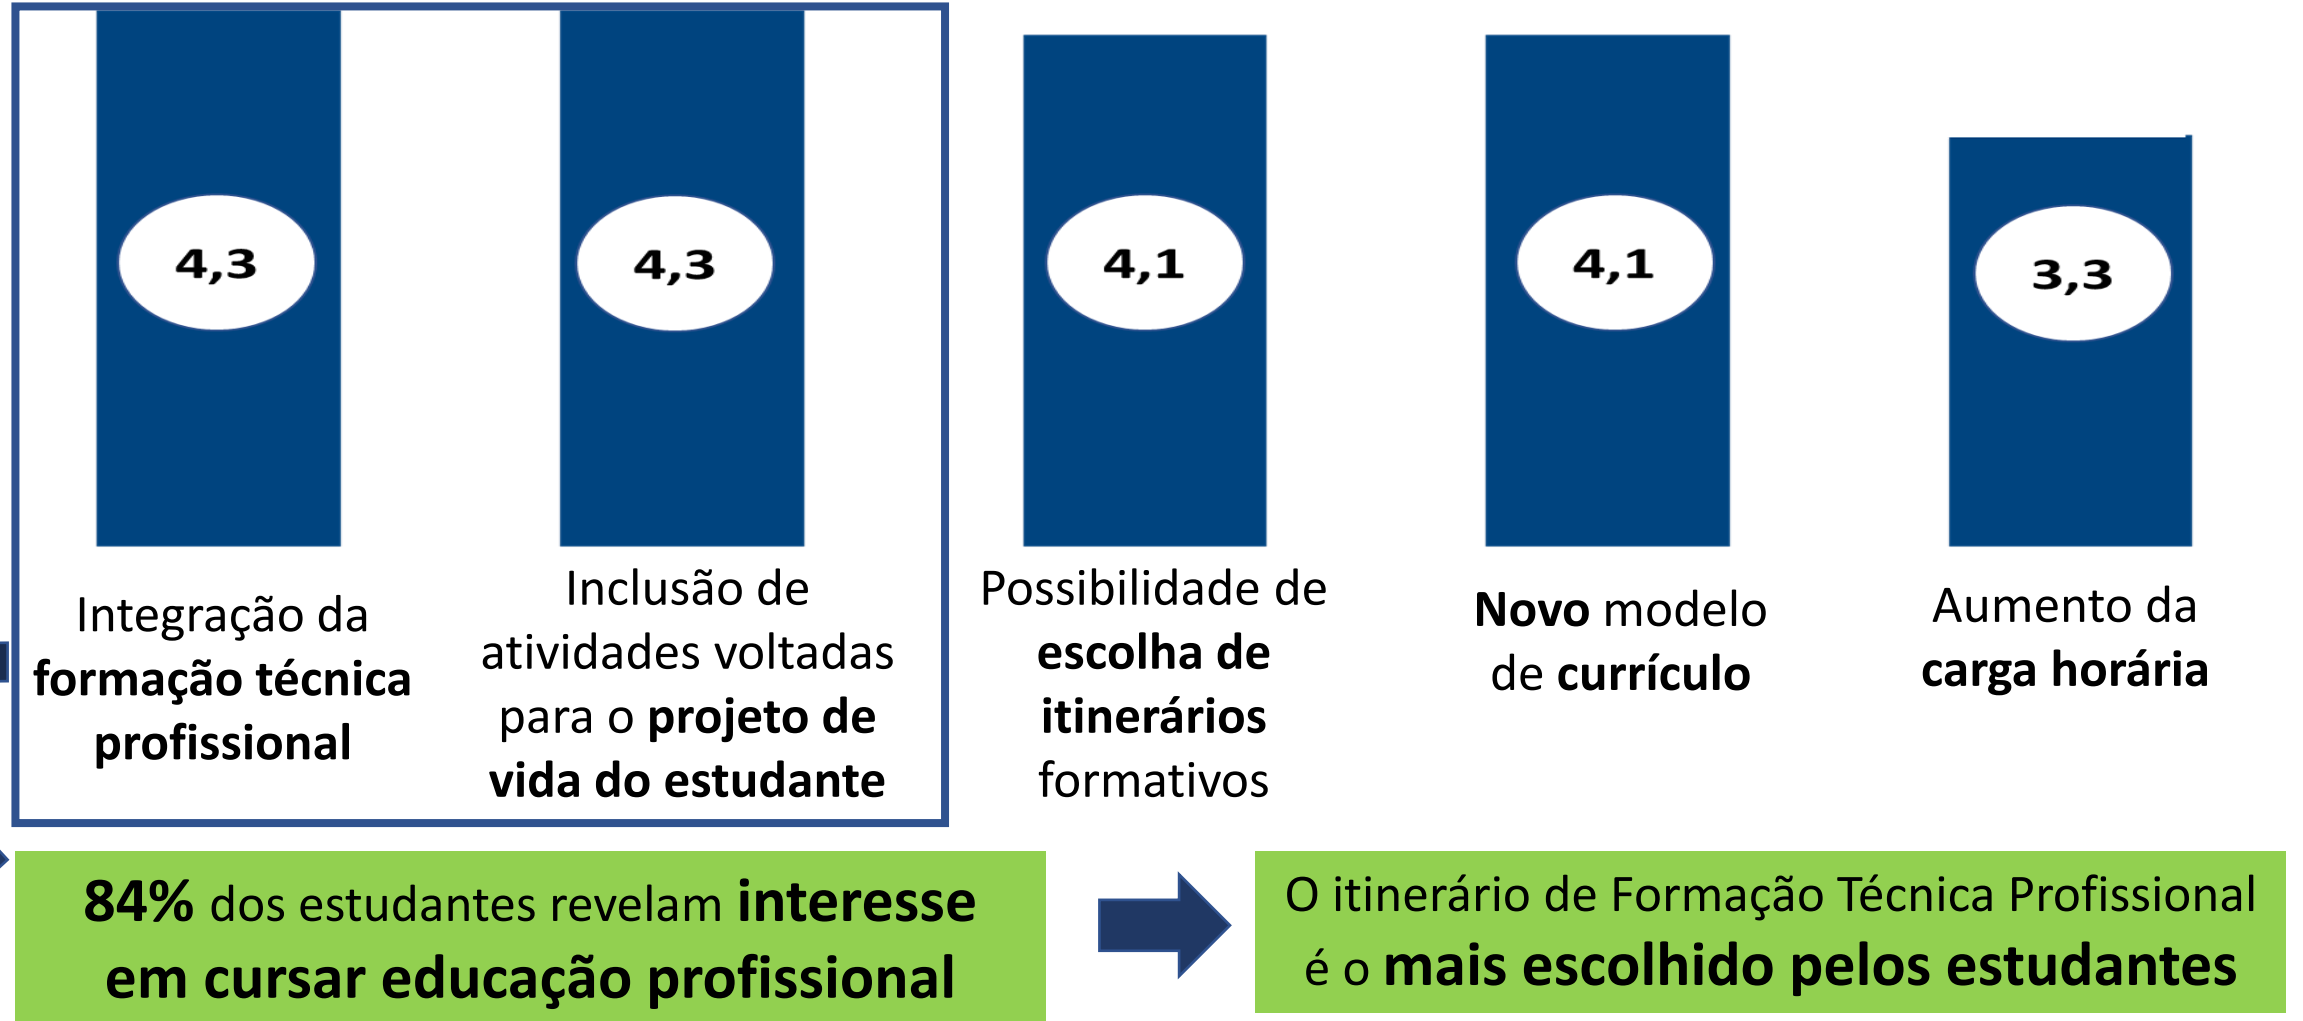 4,3
4,3
4,1
4,1
3,3
Integração da
formação técnica
profissional
Inclusão de
atividades voltadas
para o projeto de
vida do estudante
Possibilidade de
escolha de
itinerários
formativos
Novo modelo
de currículo
Aumento da
carga horária
84% dos estudantes revelam interesse
em cursar educação profissional
O itinerário de Formação Técnica Profissional
é o mais escolhido pelos estudantes